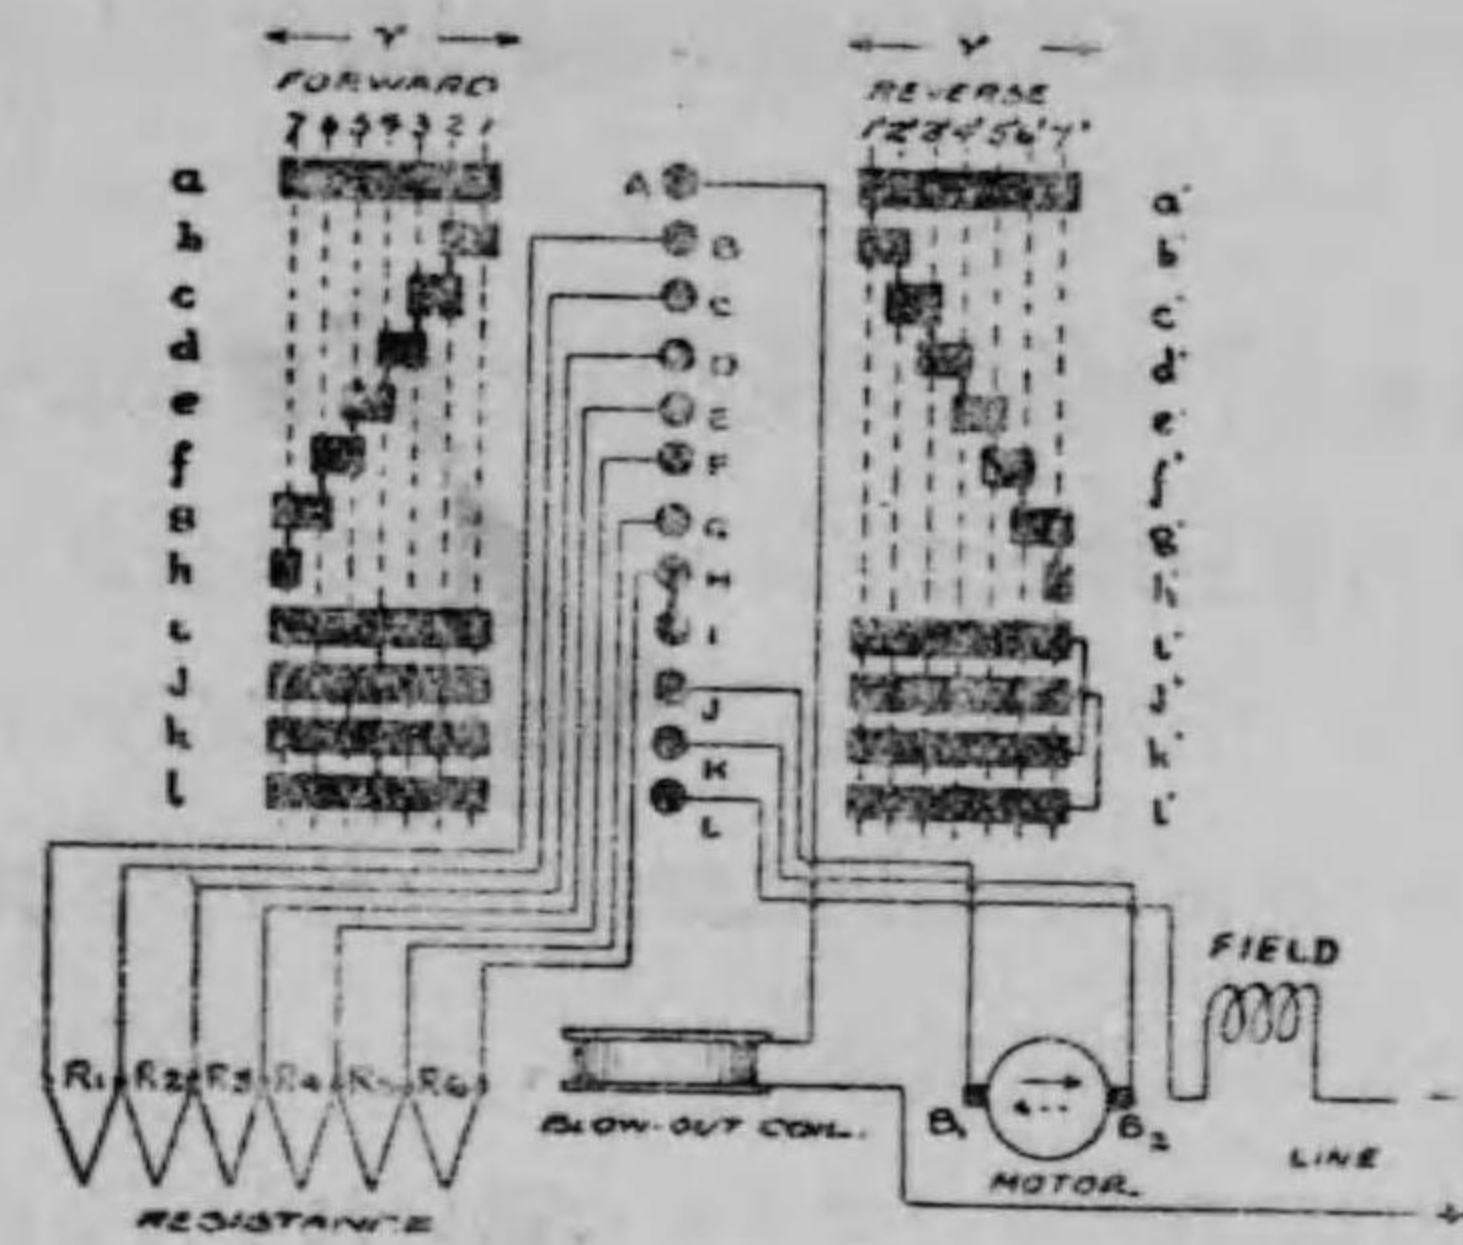 FORWARD
REVERSE
7 6 5 4 3 2 1
1' 2' 3' 4' 5' 6' 7'
a A a'
b B b'
c C c'
d D d'
e E e'
f F f'
g G g'
h H h'
i I i'
j J j'
k K k'
l L l'
FIELD
R1 R2 R3 R4 R5 R6
BLOW-OUT COIL.
B1 B2
LINE
MOTOR.
RESISTANCE